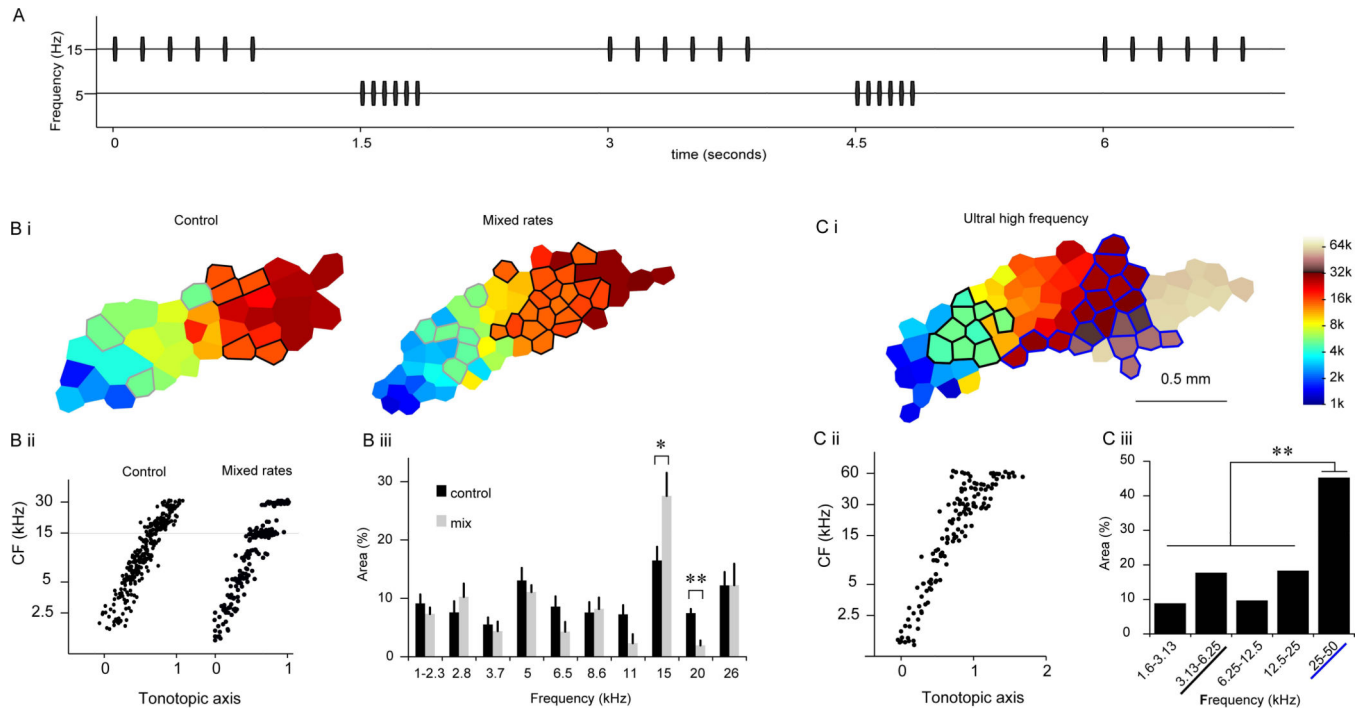 A
Frequency (Hz)
15
5
0
1.5
3
4.5
6
time (seconds)
B i
Control
Mixed rates
C i
Ultral high frequency
64k
32k
16k
8k
4k
2k
1k
0.5 mm
B ii
Control
Mixed rates
CF (kHz)
30
15
5
2.5
0
1
0
1
Tonotopic axis
B iii
Area (%)
30
20
10
0
control
mix
*
**
1-2.3
2.8
3.7
5
6.5
8.6
11
15
20
26
Frequency (kHz)
C ii
CF (kHz)
60
30
15
5
2.5
0
1
2
Tonotopic axis
C iii
Area (%)
50
40
30
20
10
0
**
1.6-3.13
3.13-6.25
6.25-12.5
12.5-25
25-50
Frequency (kHz)